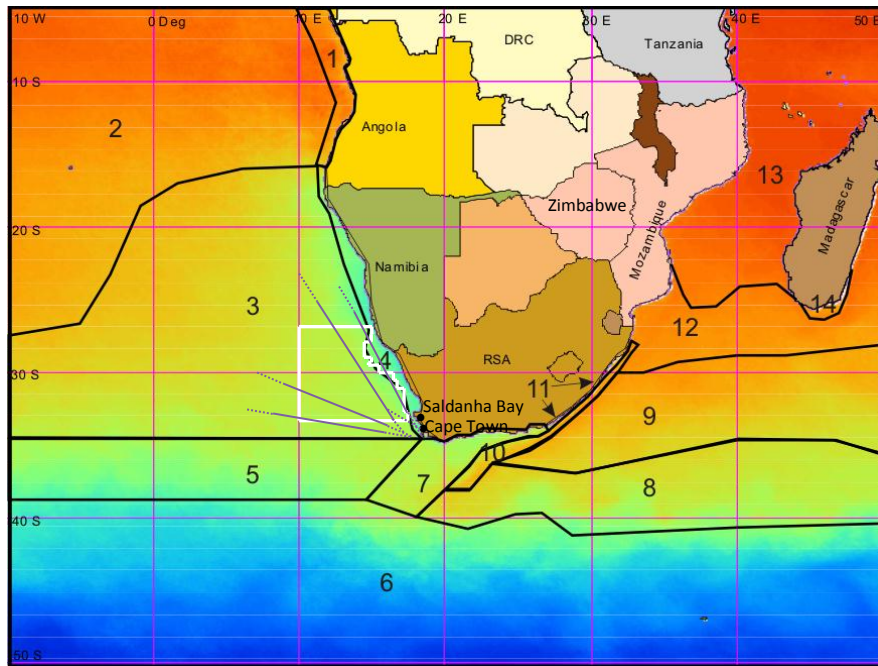 10 W 0 Deg 10 E 20 E 30 E 40 E 50 E
DRC
Tanzania
1
10 S
2
Angola
13
Zimbabwe
Mozambique
Madagascar
20 S
Namibia
3
14
12
4
RSA
30 S
11
Saldanha Bay
9
Cape Town
10
5
7
8
40 S
6
50 S